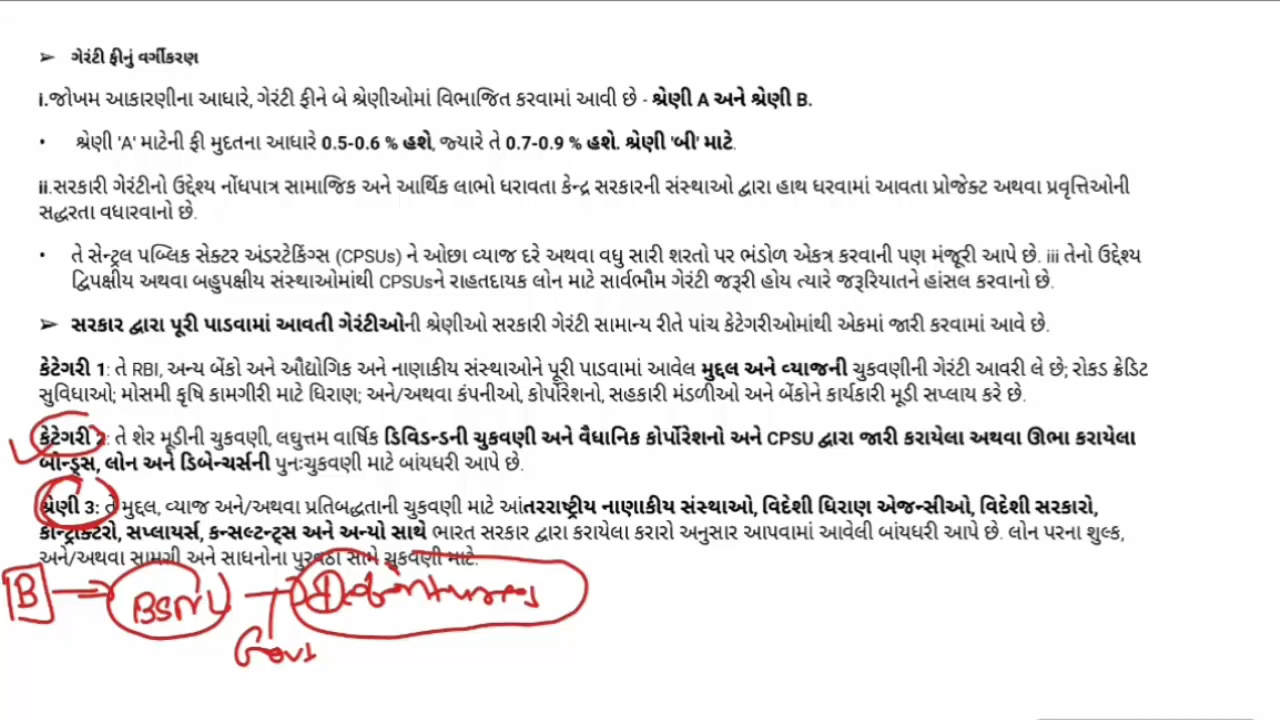 ➢ ગેરંટી ફીનું વર્ગીકરણ
i.જોખમ આકારણીના આધારે, ગેરંટી ફીને બે શ્રેણીઓમાં વિભાજિત કરવામાં આવી છે - શ્રેણી A અને શ્રેણી B.
• શ્રેણી 'A' માટેની ફી મુદતના આધારે 0.5-0.6 % હશે, જ્યારે તે 0.7-0.9 % હશે. શ્રેણી 'બી' માટે.
ii.સરકારી ગેરંટીનો ઉદ્દેશ્ય નોંધપાત્ર સામાજિક અને આર્થિક લાભો ધરાવતા કેન્દ્ર સરકારની સંસ્થાઓ દ્વારા હાથ ધરવામાં આવતા પ્રોજેક્ટ અથવા પ્રવૃત્તિઓની
સદ્ધરતા વધારવાનો છે.
• તે સેન્ટ્રલ પબ્લિક સેક્ટર અંડરટેકિંગ્સ (CPSUs) ને ઓછા વ્યાજ દરે અથવા વધુ સારી શરતો પર ભંડોળ એકત્ર કરવાની પણ મંજૂરી આપે છે. iii તેનો ઉદ્દેશ્ય
દ્વિપક્ષીય અથવા બહુપક્ષીય સંસ્થાઓમાંથી CPSUsને રાહતદાયક લોન માટે સાર્વભૌમ ગેરંટી જરૂરી હોય ત્યારે જરૂરિયાતને હાંસલ કરવાનો છે.
➢ સરકાર દ્વારા પૂરી પાડવામાં આવતી ગેરંટીઓની શ્રેણીઓ સરકારી ગેરંટી સામાન્ય રીતે પાંચ કેટેગરીઓમાંથી એકમાં જારી કરવામાં આવે છે.
કેટેગરી 1: તે RBI, અન્ય બેંકો અને ઔદ્યોગિક અને નાણાકીય સંસ્થાઓને પૂરી પાડવામાં આવેલ મુદ્દલ અને વ્યાજની ચુકવણીની ગેરંટી આવરી લે છે; રોકડ ક્રેડિટ
સુવિધાઓ; મોસમી કૃષિ કામગીરી માટે ધિરાણ; અને/અથવા કંપનીઓ, કોર્પોરેશનો, સહકારી મંડળીઓ અને બેંકોને કાર્યકારી મૂડી સપ્લાય કરે છે.
કેટેગરી 2: તે શેર મૂડીની ચુકવણી, લઘુત્તમ વાર્ષિક ડિવિડન્ડની ચુકવણી અને વૈધાનિક કોર્પોરેશનો અને CPSU દ્વારા જારી કરાયેલા અથવા ઊભા કરાયેલા
બોન્ડ્સ, લોન અને ડિબેન્ચર્સની પુનઃચુકવણી માટે બાંયધરી આપે છે.
શ્રેણી 3: તે મુદ્દલ, વ્યાજ અને/અથવા પ્રતિબદ્ધતાની ચુકવણી માટે આંતરરાષ્ટ્રીય નાણાકીય સંસ્થાઓ, વિદેશી ધિરાણ એજન્સીઓ, વિદેશી સરકારો,
કોન્ટ્રાક્ટરો, સપ્લાયર્સ, કન્સલ્ટન્ટ્સ અને અન્યો સાથે ભારત સરકાર દ્વારા કરાયેલા કરારો અનુસાર આપવામાં આવેલી બાંયધરી આપે છે. લોન પરના શુલ્ક,
અને/અથવા સામગ્રી અને સાધનોના પુરવઠા સામે ચુકવણી માટે.
B BSNL Debentures
Govt